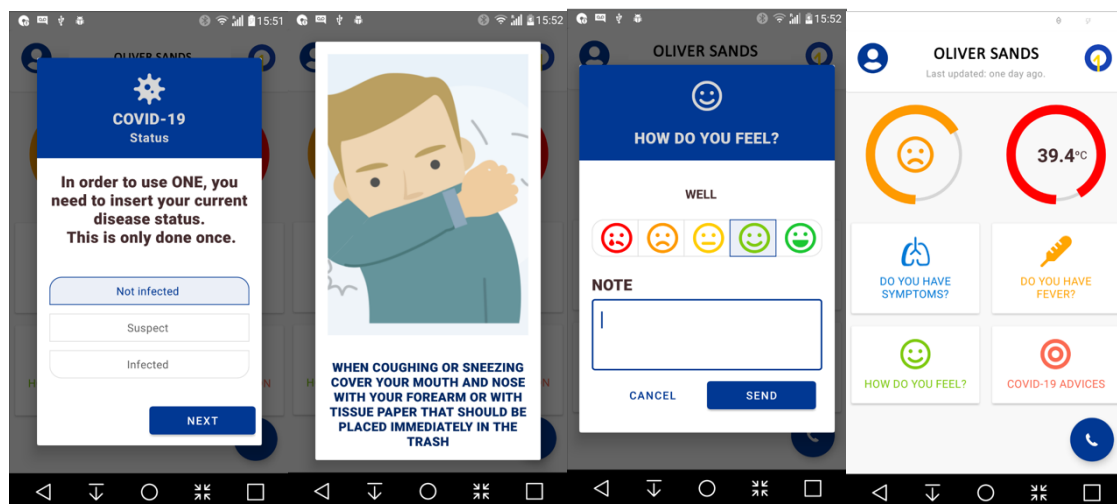 15:51
OLIVER SANDS
COVID-19
Status
In order to use ONE, you
need to insert your current
disease status.
This is only done once.
Not infected
Suspect
Infected
NEXT
15:52
WHEN COUGHING OR SNEEZING
COVER YOUR MOUTH AND NOSE
WITH YOUR FOREARM OR WITH
TISSUE PAPER THAT SHOULD BE
PLACED IMMEDIATELY IN THE
TRASH
15:52
OLIVER SANDS
HOW DO YOU FEEL?
WELL
NOTE
CANCEL
SEND
OLIVER SANDS
Last updated: one day ago.
39.4ºC
DO YOU HAVE
SYMPTOMS?
DO YOU HAVE
FEVER?
HOW DO YOU FEEL?
COVID-19 ADVICES